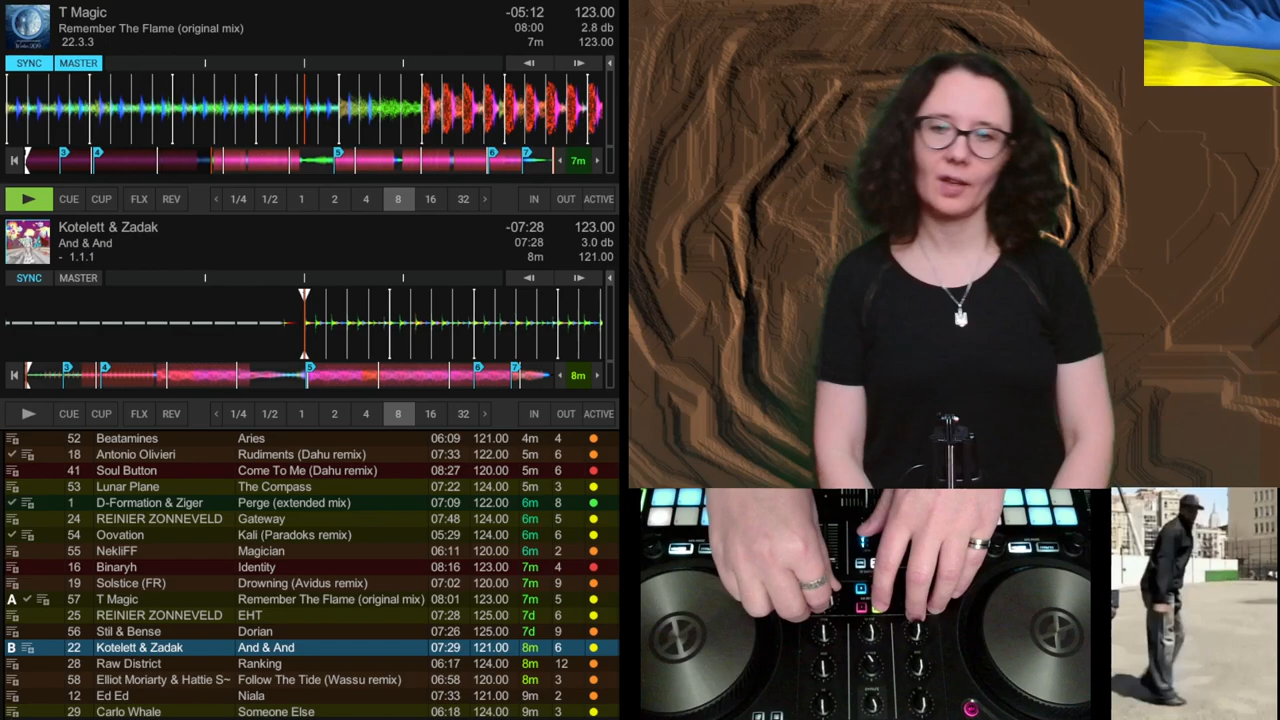 T Magic -05:12 123.00
Remember The Flame (original mix) 08:00 2.8 db
22.3.3 7m 123.00
SYNC MASTER
3 4 5 6 7 7m
CUE CUP FLX REV 1/4 1/2 1 2 4 8 16 32 IN OUT ACTIVE
Kotelett & Zadak -07:28 123.00
And & And 07:28 3.0 db
- 1.1.1 8m 121.00
SYNC MASTER
3 4 5 6 7 8m
CUE CUP FLX REV 1/4 1/2 1 2 4 8 16 32 IN OUT ACTIVE
52 Beatamines Aries 06:09 121.00 4m 4
18 Antonio Olivieri Rudiments (Dahu remix) 07:33 122.00 5m 6
41 Soul Button Come To Me (Dahu remix) 08:27 120.00 5m 6
53 Lunar Plane The Compass 07:22 124.00 5m 3
1 D-Formation & Ziger Perge (extended mix) 07:09 122.00 6m 8
24 REINIER ZONNEVELD Gateway 07:48 124.00 6m 5
54 Oovation Kali (Paradoks remix) 05:29 124.00 6m 6
55 NekliFF Magician 06:11 120.00 6m 2
16 Binaryh Identity 08:16 123.00 7m 4
19 Solstice (FR) Drowning (Avidus remix) 07:02 120.00 7m 9
A 57 T Magic Remember The Flame (original mix) 08:01 123.00 7m 5
25 REINIER ZONNEVELD EHT 07:28 125.00 7d 6
56 Stil & Bense Dorian 07:26 125.00 7d 9
B 22 Kotelett & Zadak And & And 07:29 121.00 8m 6
28 Raw District Ranking 06:17 124.00 8m 12
58 Elliot Moriarty & Hattie S~ Follow The Tide (Wassu remix) 06:58 120.00 8m 3
12 Ed Ed Niala 07:33 121.00 9m 2
29 Carlo Whale Someone Else 06:18 124.00 9m 3